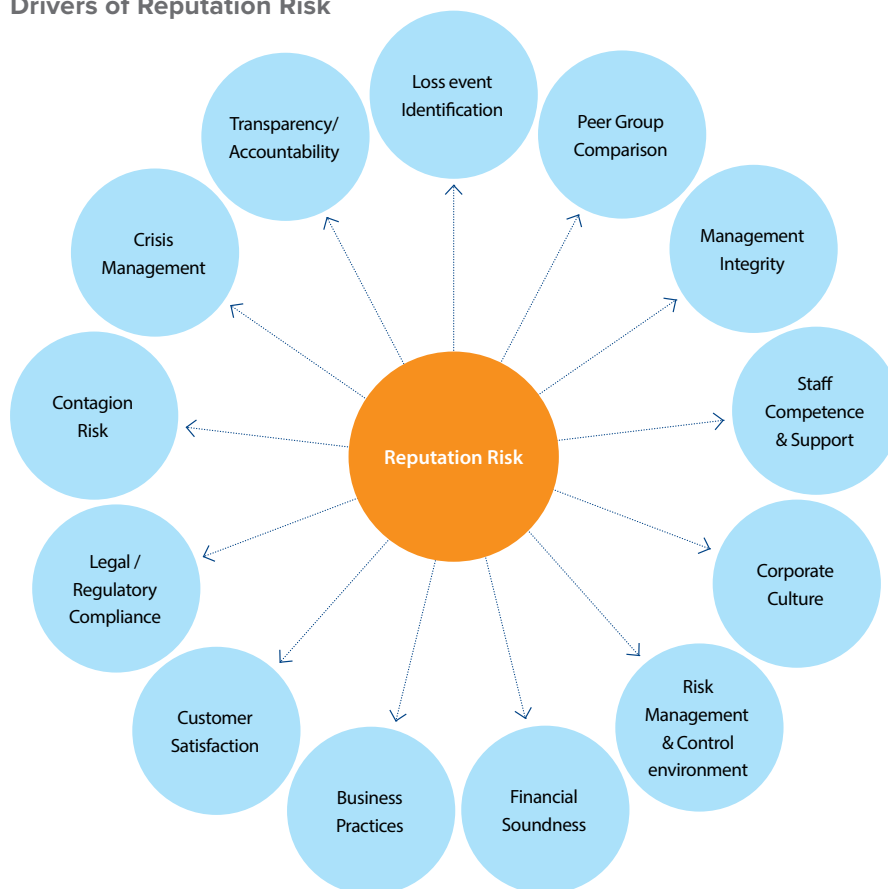 Drivers of Reputation Risk
Loss event
Identification
Peer Group
Comparison
Management
Integrity
Staff
Competence
& Support
Corporate
Culture
Risk
Management
& Control
environment
Financial
Soundness
Business
Practices
Customer
Satisfaction
Legal /
Regulatory
Compliance
Contagion
Risk
Crisis
Management
Transparency/
Accountability
Reputation Risk